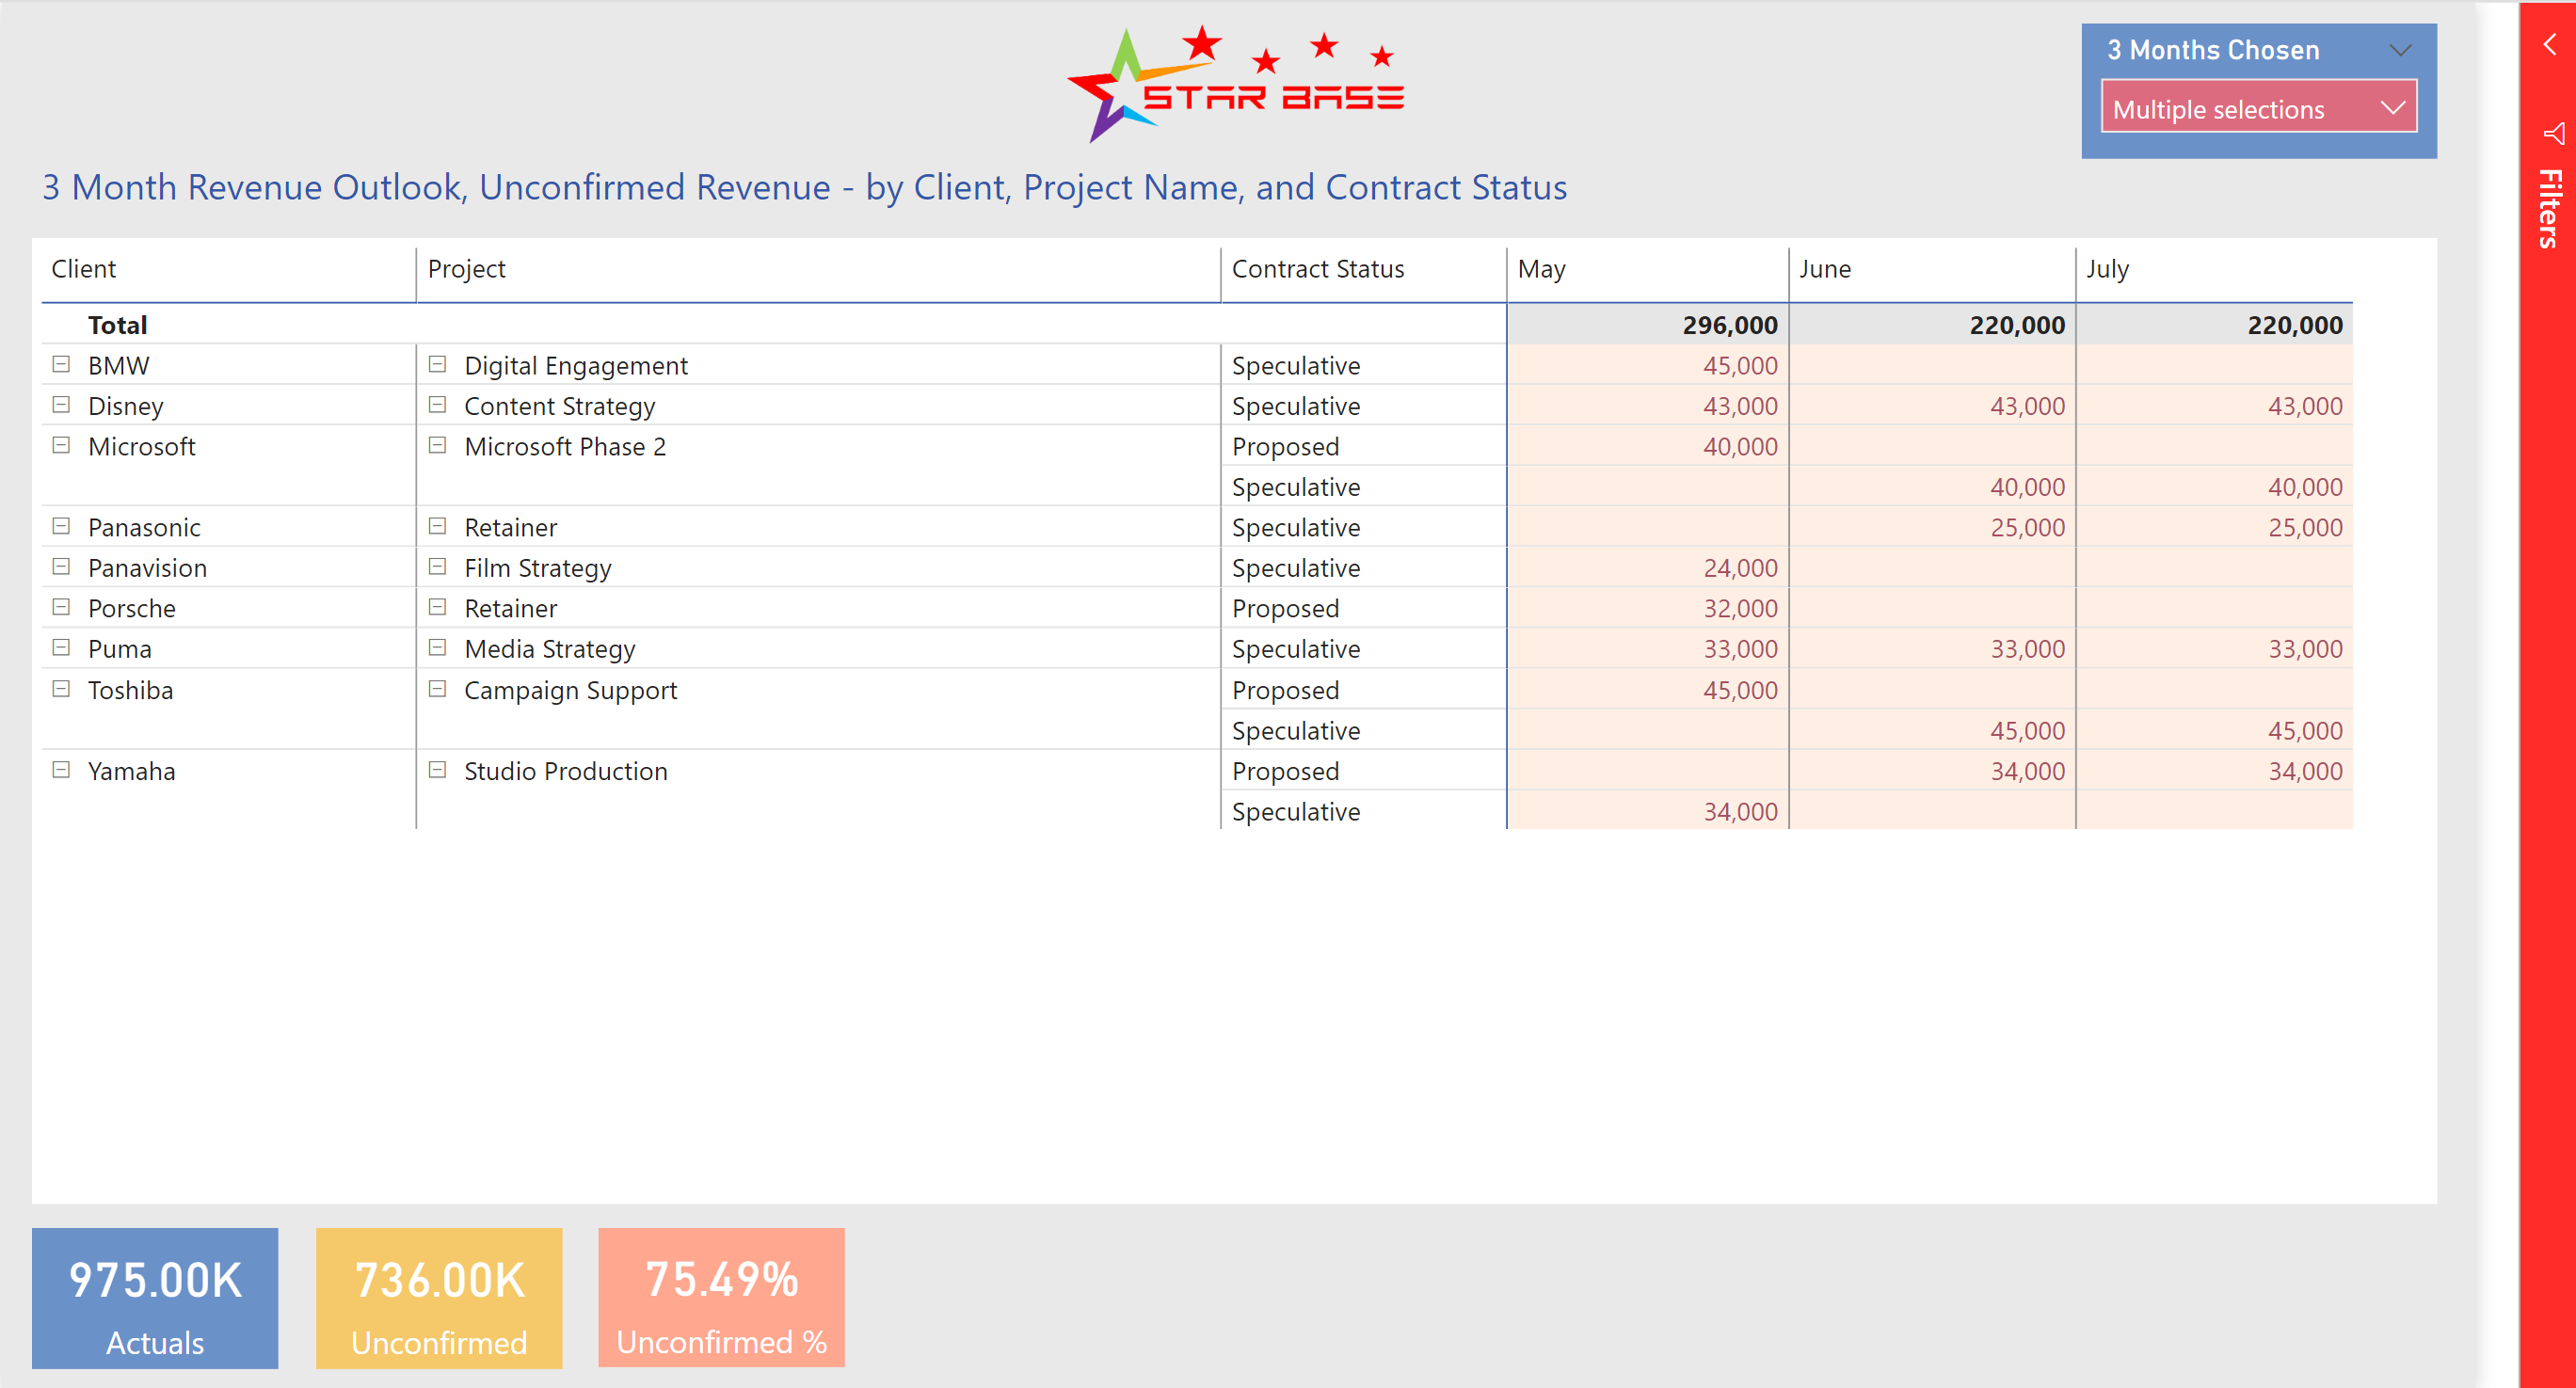 STAR BASE
3 Months Chosen
Multiple selections
Filters
3 Month Revenue Outlook, Unconfirmed Revenue - by Client, Project Name, and Contract Status
Client Project Contract Status May June July
Total 296,000 220,000 220,000
BMW Digital Engagement Speculative 45,000
Disney Content Strategy Speculative 43,000 43,000 43,000
Microsoft Microsoft Phase 2 Proposed 40,000
Speculative 40,000 40,000
Panasonic Retainer Speculative 25,000 25,000
Panavision Film Strategy Speculative 24,000
Porsche Retainer Proposed 32,000
Puma Media Strategy Speculative 33,000 33,000 33,000
Toshiba Campaign Support Proposed 45,000
Speculative 45,000 45,000
Yamaha Studio Production Proposed 34,000 34,000
Speculative 34,000
975.00K 736.00K 75.49%
Actuals Unconfirmed Unconfirmed %